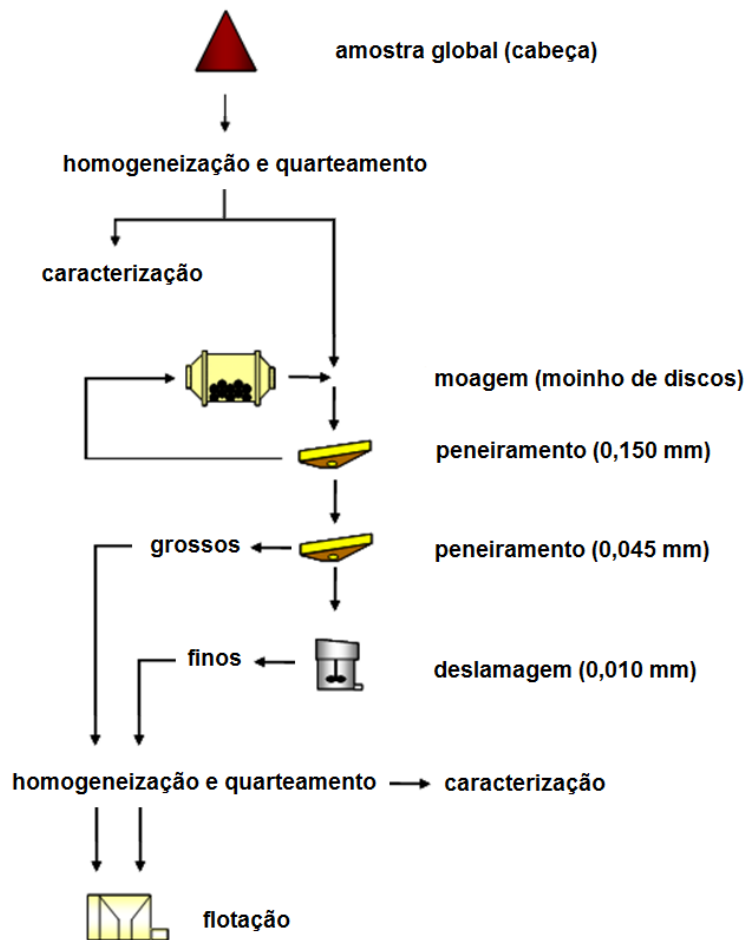 amostra global (cabeça)
homogeneização e quarteamento
caracterização
moagem (moinho de discos)
peneiramento (0,150 mm)
grossos
peneiramento (0,045 mm)
finos
deslamagem (0,010 mm)
homogeneização e quarteamento
caracterização
flotação